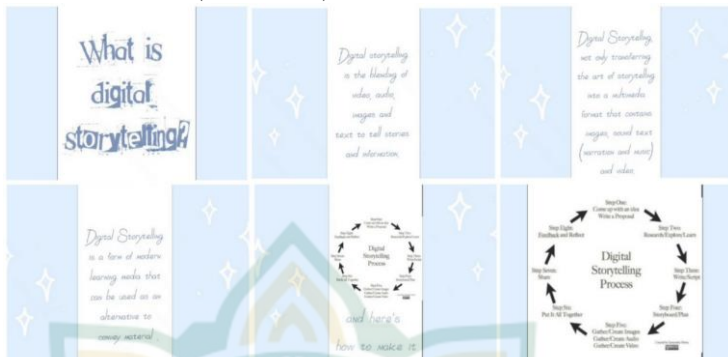 What is
digital
storytelling?
Digital storytelling
is the blending of
video, audio,
images and
text to tell stories
and information
Digital Storytelling
not only transferring
the art of storytelling
into a multimedia
format that contains
images, sound text
(narration and music)
and video
Digital Storytelling
is a form of modern
learning media that
can be used as an
alternative to
convey material
Digital
Storytelling
Process
and here's
how to make it
Step One:
Come up with an idea
Write a Proposal
Step Two:
Research/Explore/Learn
Step Three:
Write/Script
Step Four:
Storyboard/Plan
Step Five:
Gather/Create Images
Gather/Create Audio
Gather/Create Video
Step Six:
Put It All Together
Step Seven:
Share
Step Eight:
Feedback and Reflect
Digital
Storytelling
Process